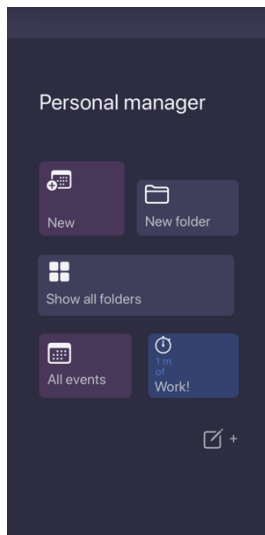 Personal manager
New
New folder
Show all folders
All events
1 m
of
Work!
+